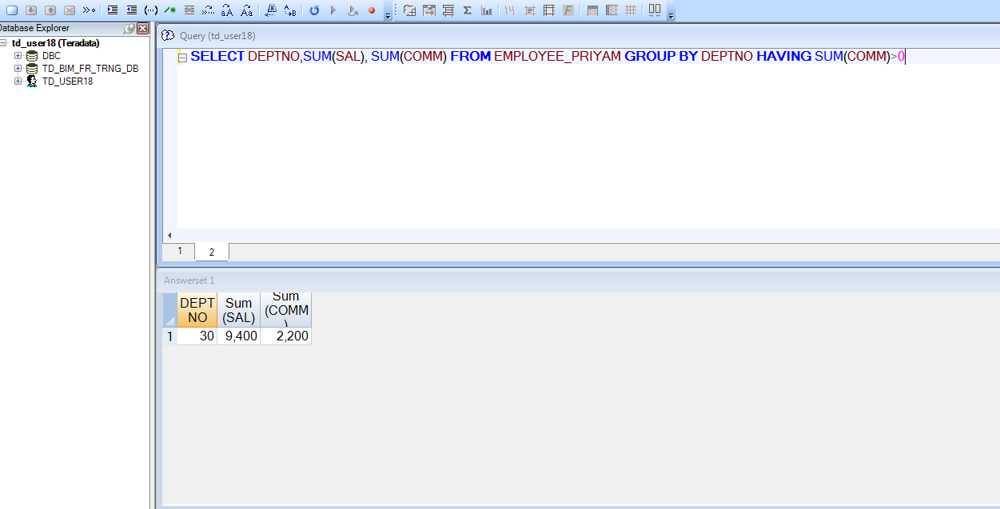 Database Explorer
td_user18 (Teradata)
DBC
TD_BIM_FR_TRNG_DB
TD_USER18
Query (td_user18)
SELECT DEPTNO,SUM(SAL), SUM(COMM) FROM EMPLOYEE_PRIYAM GROUP BY DEPTNO HAVING SUM(COMM)>0
1 2
Answerset 1
DEPT Sum Sum
NO (SAL) (COMM
)
1 30 9,400 2,200